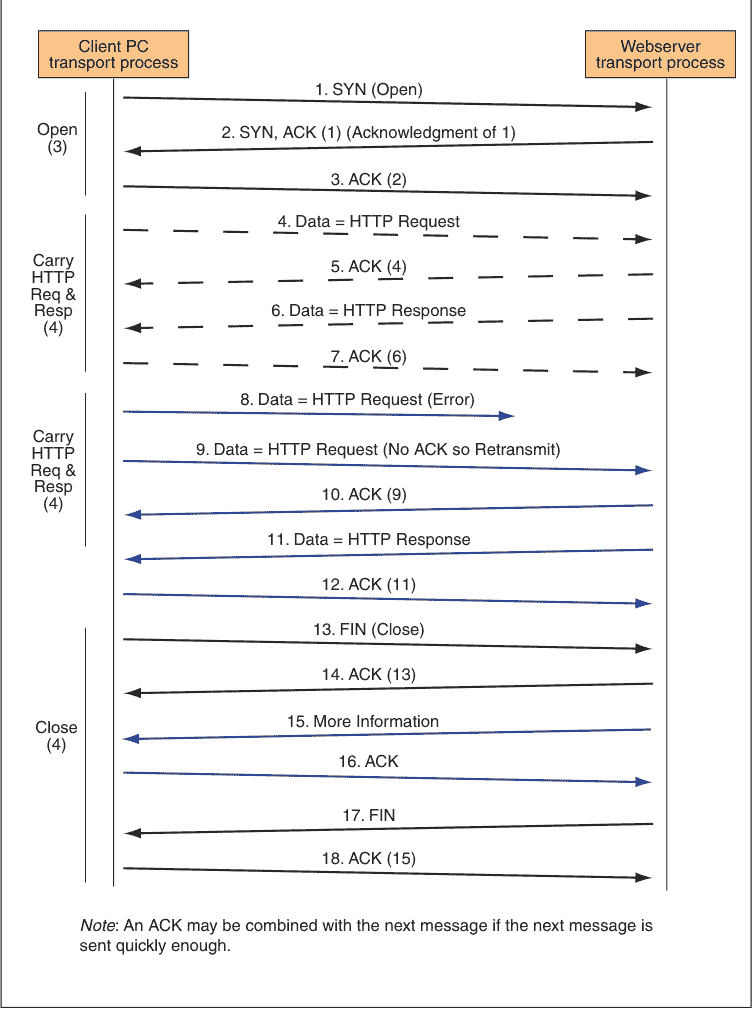 Client PC
transport process
Webserver
transport process
1. SYN (Open)
Open
(3)
2. SYN, ACK (1) (Acknowledgment of 1)
3. ACK (2)
4. Data = HTTP Request
Carry
HTTP
Req &
Resp
(4)
5. ACK (4)
6. Data = HTTP Response
7. ACK (6)
8. Data = HTTP Request (Error)
Carry
HTTP
Req &
Resp
(4)
9. Data = HTTP Request (No ACK so Retransmit)
10. ACK (9)
11. Data = HTTP Response
12. ACK (11)
13. FIN (Close)
Close
(4)
14. ACK (13)
15. More Information
16. ACK
17. FIN
18. ACK (15)
Note: An ACK may be combined with the next message if the next message is
sent quickly enough.